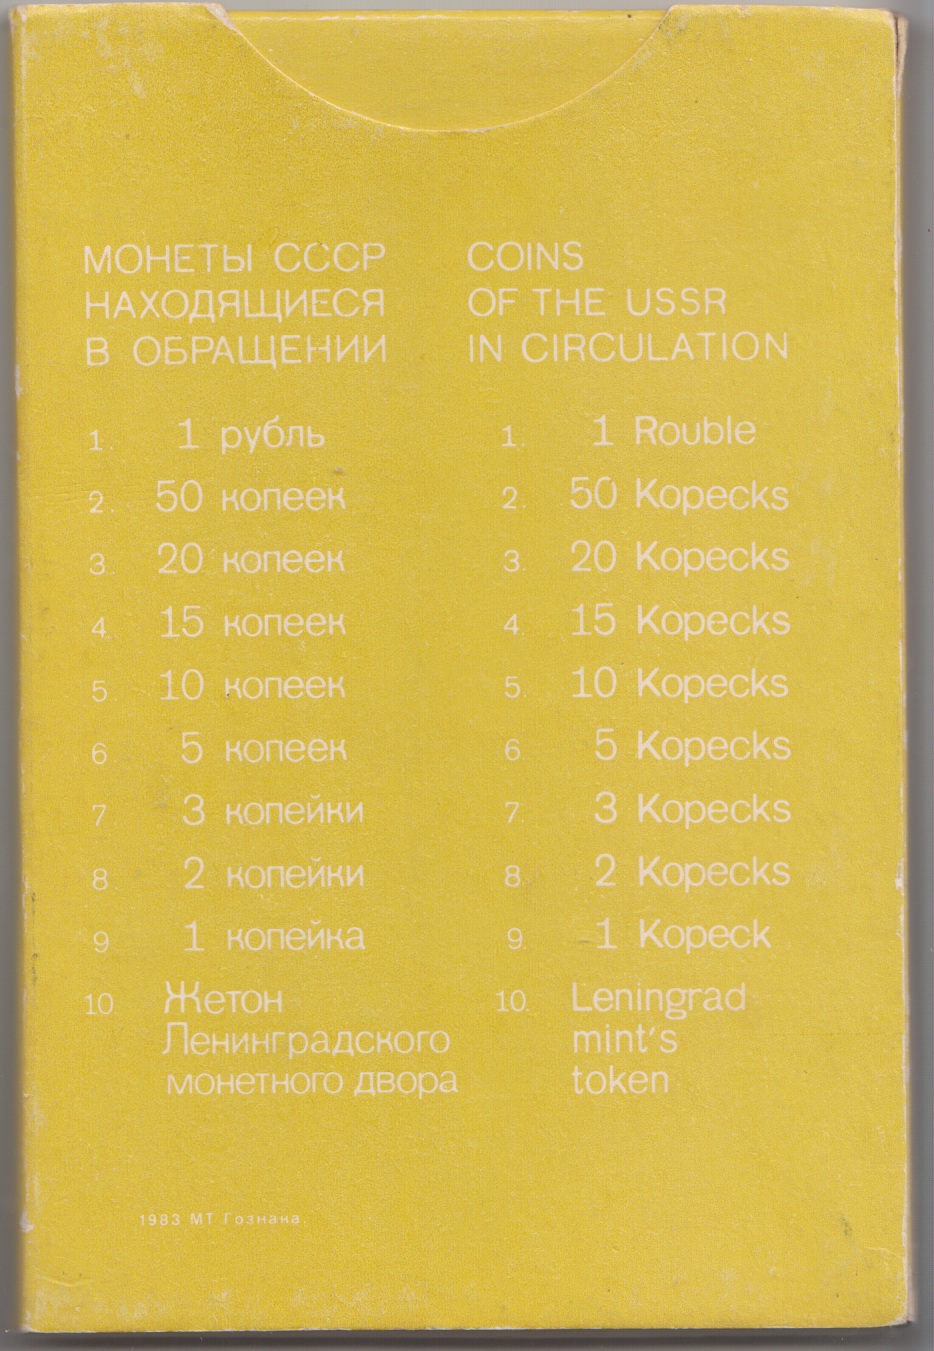 МОНЕТЫ СССР
НАХОДЯЩИЕСЯ
В ОБРАЩЕНИИ
1. 1 рубль
2. 50 копеек
3. 20 копеек
4. 15 копеек
5. 10 копеек
6. 5 копеек
7 3 копейки
8 2 копейки
9 1 копейка
10 Жетон
Ленинградского
монетного двора
COINS
OF THE USSR
IN CIRCULATION
1. 1 Rouble
2. 50 Kopecks
3. 20 Kopecks
4. 15 Kopecks
5. 10 Kopecks
6 5 Kopecks
7. 3 Kopecks
8. 2 Kopecks
9. 1 Kopeck
10. Leningrad
mint's
token
1983 МТ Гознака.